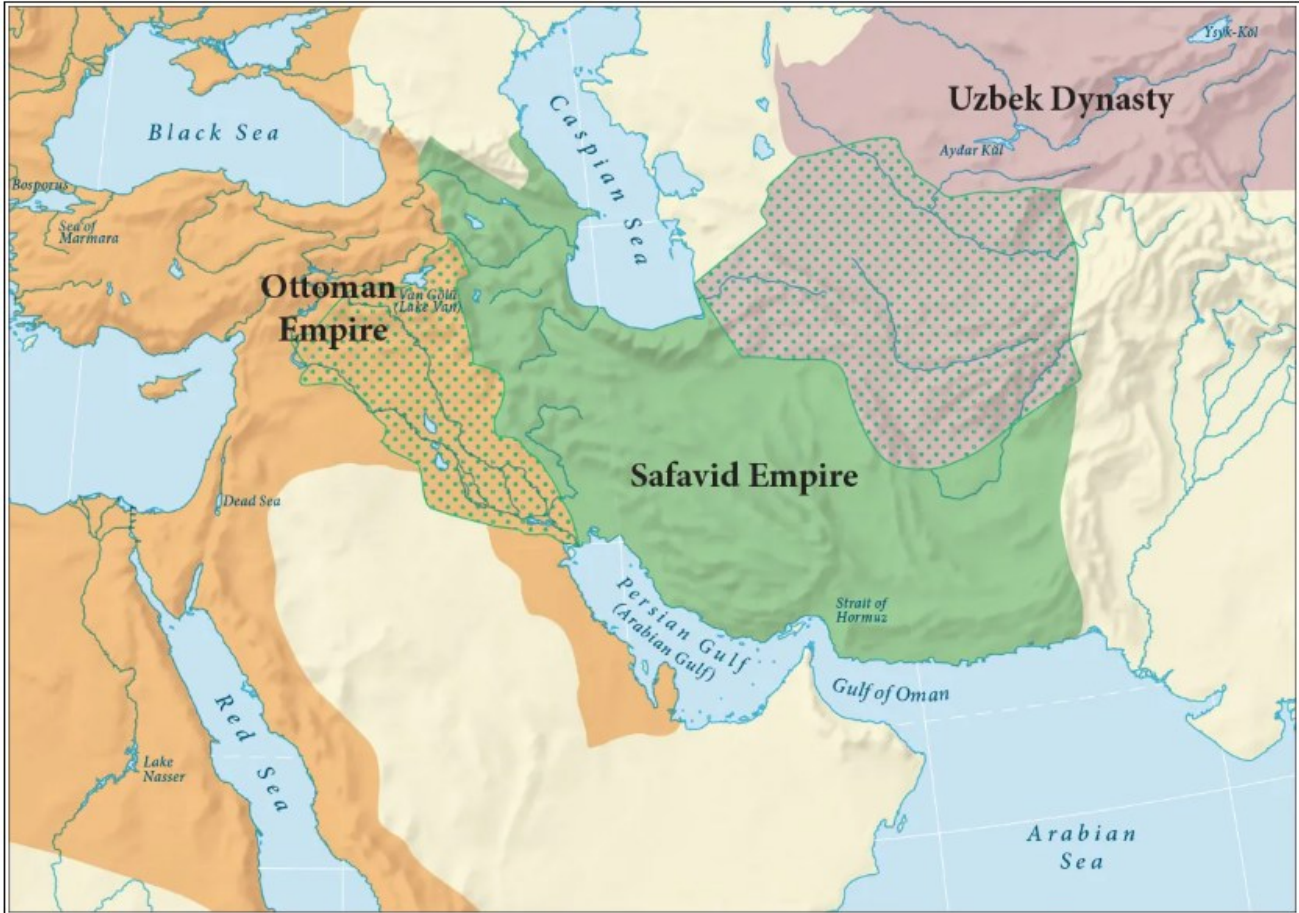 Ysyk-Köl
Uzbek Dynasty
Black Sea
Caspian Sea
Aydar Kül
Bosporus
Sea of
Marmara
Ottoman
Empire
Van Gölü
(Lake Van)
Safavid Empire
Dead Sea
Persian Gulf
(Arabian Gulf)
Strait of
Hormuz
Gulf of Oman
Red Sea
Lake
Nasser
Arabian
Sea